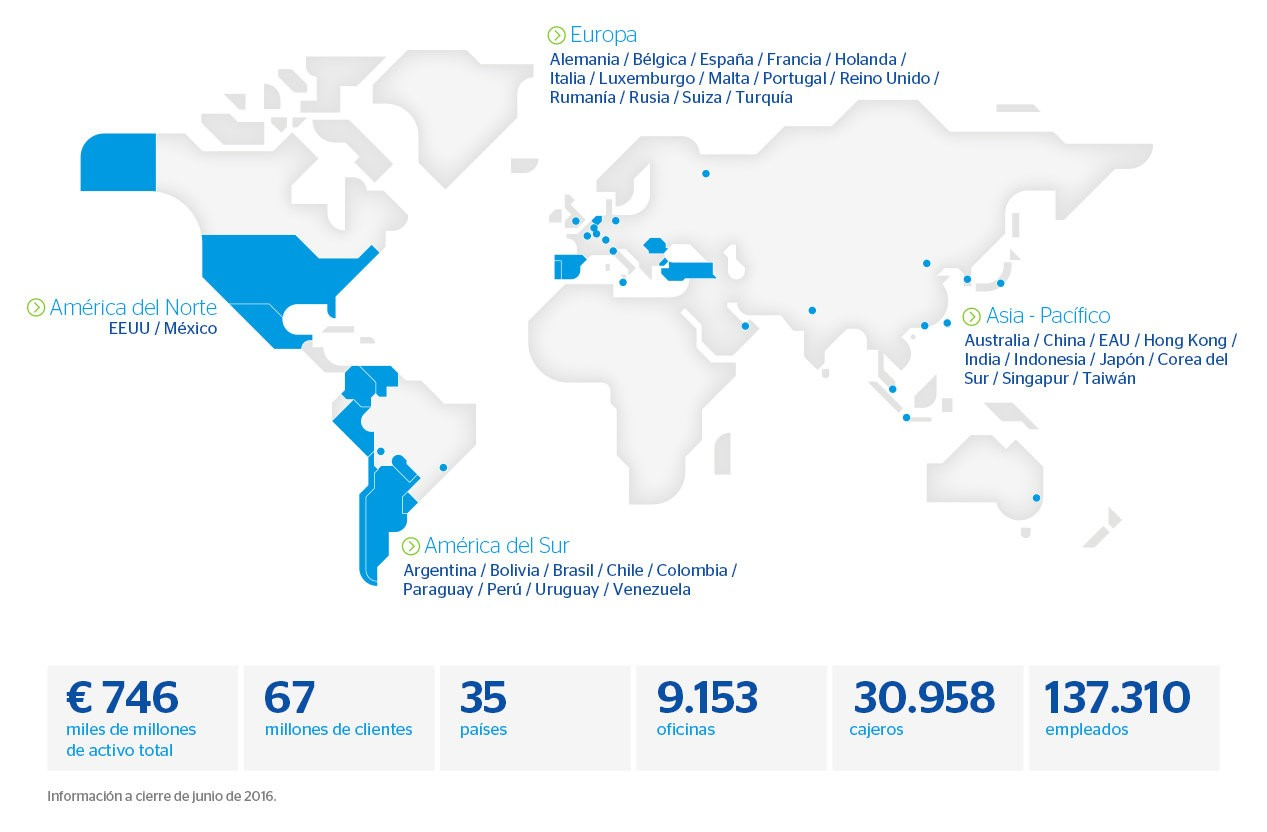 Europa
Alemania / Bélgica / España / Francia / Holanda /
Italia / Luxemburgo / Malta / Portugal / Reino Unido /
Rumanía / Rusia / Suiza / Turquía
América del Norte
EEUU / México
Asia - Pacífico
Australia / China / EAU / Hong Kong /
India / Indonesia / Japón / Corea del
Sur / Singapur / Taiwán
América del Sur
Argentina / Bolivia / Brasil / Chile / Colombia /
Paraguay / Perú / Uruguay / Venezuela
€ 746
miles de millones
de activo total
67
millones de clientes
35
países
9.153
oficinas
30.958
cajeros
137.310
empleados
Información a cierre de junio de 2016.